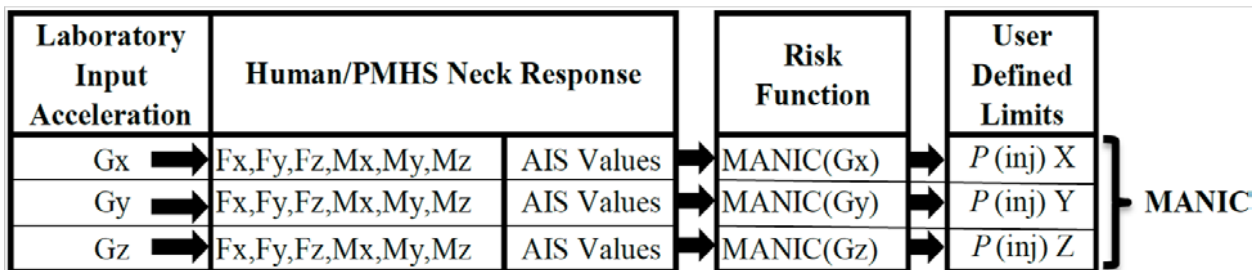 Laboratory Input Acceleration
Human/PMHS Neck Response
Risk Function
User Defined Limits
Gx Fx,Fy,Fz,Mx,My,Mz AIS Values MANIC(Gx) P (inj) X
Gy Fx,Fy,Fz,Mx,My,Mz AIS Values MANIC(Gy) P (inj) Y
Gz Fx,Fy,Fz,Mx,My,Mz AIS Values MANIC(Gz) P (inj) Z
MANIC